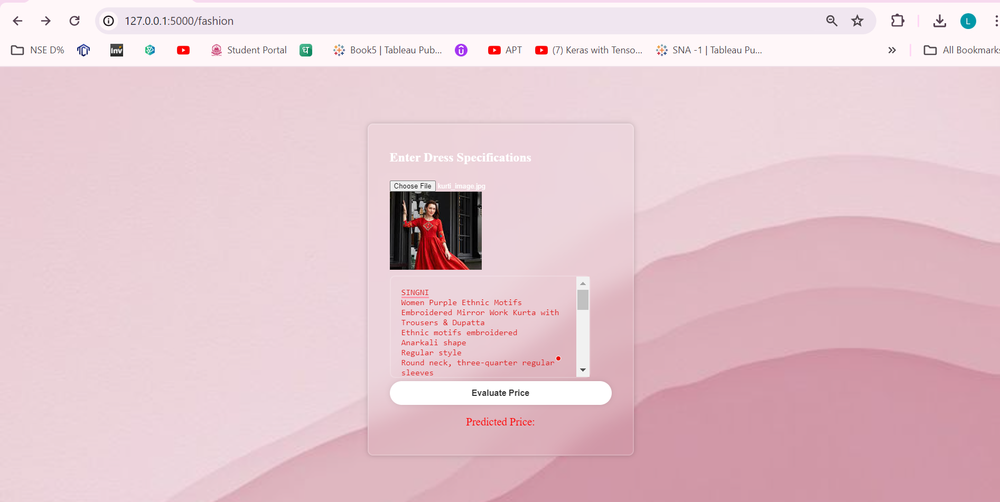 127.0.0.1:5000/fashion
L
NSE D%
Inv
Student Portal
ध
Book5 | Tableau Pub...
APT
(7) Keras with Tenso...
SNA -1 | Tableau Pu...
»
All Bookmarks
Enter Dress Specifications
Choose File kurti_image.jpg
SINGNI
Women Purple Ethnic Motifs
Embroidered Mirror Work Kurta with
Trousers & Dupatta
Ethnic motifs embroidered
Anarkali shape
Regular style
Round neck, three-quarter regular
sleeves
Evaluate Price
Predicted Price: